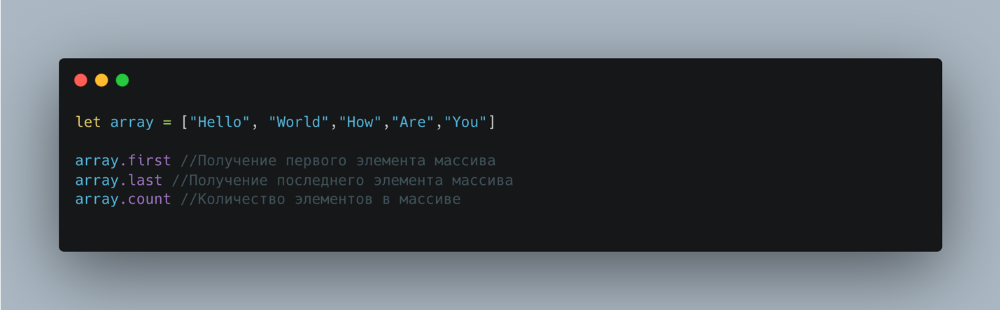 let array = ["Hello", "World","How","Are","You"]
array.first //Получение первого элемента массива
array.last //Получение последнего элемента массива
array.count //Количество элементов в массиве